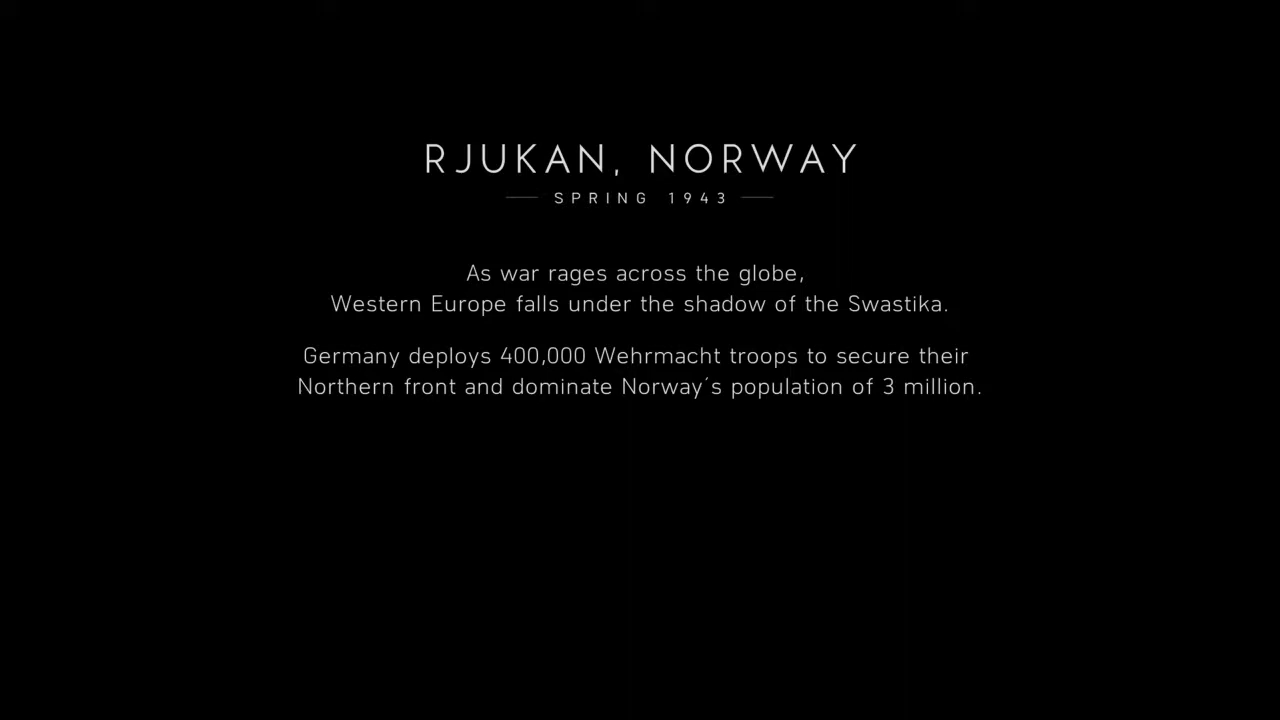 RJUKAN, NORWAY
SPRING 1943
As war rages across the globe,
Western Europe falls under the shadow of the Swastika.
Germany deploys 400,000 Wehrmacht troops to secure their
Northern front and dominate Norway´s population of 3 million.